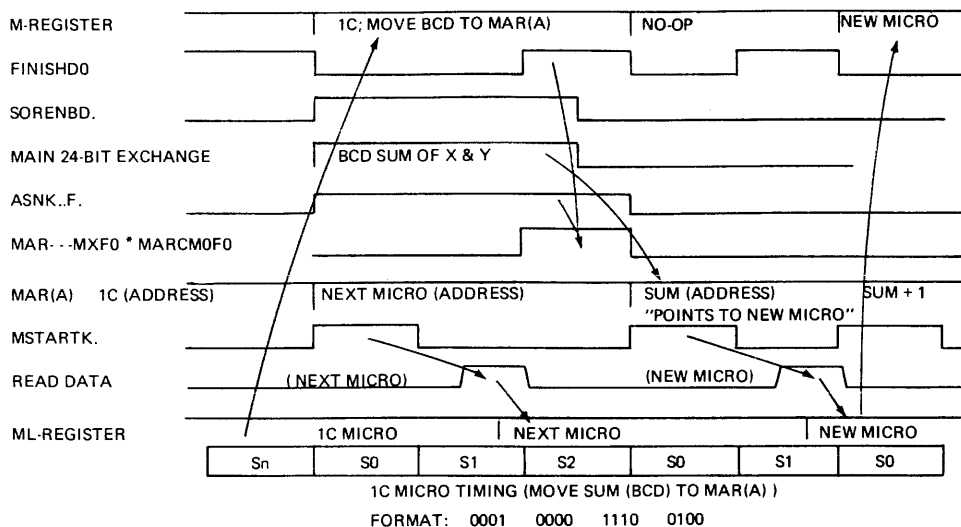 M-REGISTER 1C; MOVE BCD TO MAR(A) NO-OP NEW MICRO
FINISHD0
SORENBD.
MAIN 24-BIT EXCHANGE BCD SUM OF X & Y
ASNK..F.
MAR---MXF0 * MARCM0F0
MAR(A) 1C (ADDRESS) NEXT MICRO (ADDRESS) SUM (ADDRESS) SUM + 1
"POINTS TO NEW MICRO"
MSTARTK.
READ DATA (NEXT MICRO) (NEW MICRO)
ML-REGISTER 1C MICRO NEXT MICRO NEW MICRO
Sn S0 S1 S2 S0 S1 S0
1C MICRO TIMING (MOVE SUM (BCD) TO MAR(A) )
FORMAT: 0001 0000 1110 0100